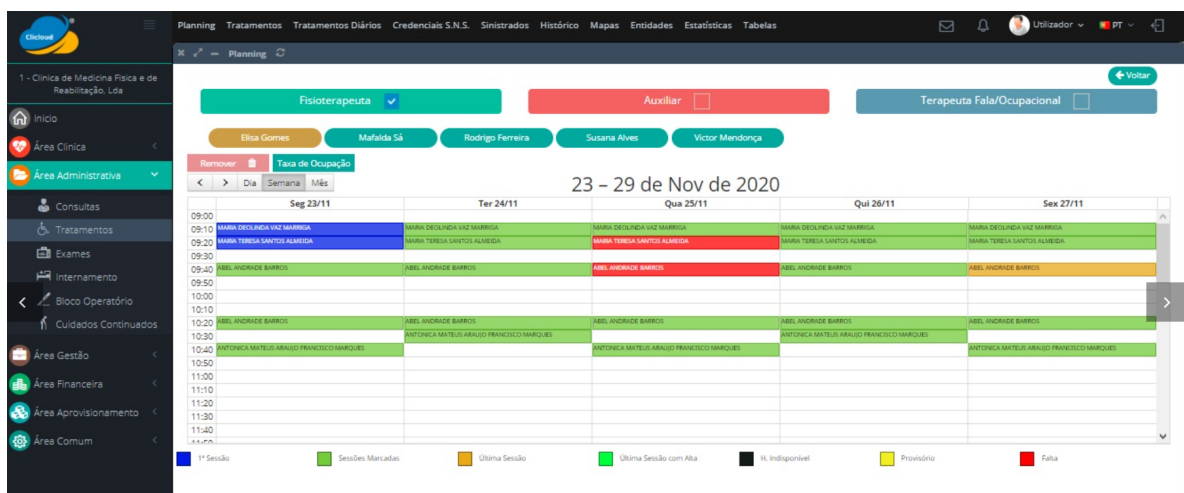 Clicloud
Planning Tratamentos Tratamentos Diários Credenciais S.N.S. Sinistrados Histórico Mapas Entidades Estatísticas Tabelas
Utilizador PT
Planning
1 - Clinica de Medicina Fisica e de
Reabilitação, Lda
Voltar
Fisioterapeuta Auxiliar Terapeuta Fala/Ocupacional
Inicio
Área Clinica
Área Administrativa
Consultas
Tratamentos
Exames
Internamento
Bloco Operatório
Cuidados Continuados
Área Gestão
Área Financeira
Área Aprovisionamento
Área Comum
Elisa Gomes Mafalda Sá Rodrigo Ferreira Susana Alves Victor Mendonça
Remover Taxa de Ocupação
Dia Semana Mês
23 – 29 de Nov de 2020
Seg 23/11 Ter 24/11 Qua 25/11 Qui 26/11 Sex 27/11
09:00
09:10 MARIA DEOLINDA VAZ MARRIGA MARIA DEOLINDA VAZ MARRIGA MARIA DEOLINDA VAZ MARRIGA MARIA DEOLINDA VAZ MARRIGA MARIA DEOLINDA VAZ MARRIGA
09:20 MARIA TERESA SANTOS ALMEIDA MARIA TERESA SANTOS ALMEIDA MARIA TERESA SANTOS ALMEIDA MARIA TERESA SANTOS ALMEIDA MARIA TERESA SANTOS ALMEIDA
09:30
09:40 ABEL ANDRADE BARROS ABEL ANDRADE BARROS ABEL ANDRADE BARROS ABEL ANDRADE BARROS ABEL ANDRADE BARROS
09:50
10:00
10:10
10:20 ABEL ANDRADE BARROS ABEL ANDRADE BARROS ABEL ANDRADE BARROS ABEL ANDRADE BARROS ABEL ANDRADE BARROS
10:30 ANTONICA MATEUS ARAUJO FRANCISCO MARQUES ANTONICA MATEUS ARAUJO FRANCISCO MARQUES
10:40 ANTONICA MATEUS ARAUJO FRANCISCO MARQUES ANTONICA MATEUS ARAUJO FRANCISCO MARQUES ANTONICA MATEUS ARAUJO FRANCISCO MARQUES
10:50
11:00
11:10
11:20
11:30
11:40
11:50
1ª Sessão Sessões Marcadas Última Sessão Última Sessão com Alta H. Indisponível Provisório Falta